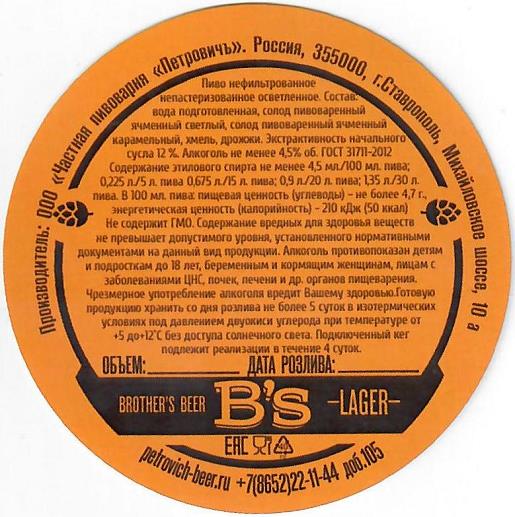 Производитель: ООО «Частная пивоварня «Петровичъ». Россия, 355000, г.Ставрополь, Михайловское шоссе, 10 а
Пиво нефильтрованное
непастеризованное осветленное. Состав:
вода подготовленная, солод пивоваренный
ячменный светлый, солод пивоваренный ячменный
карамельный, хмель, дрожжи. Экстрактивность начального
сусла 12 %. Алкоголь не менее 4,5% об. ГОСТ 31711-2012
Содержание этилового спирта не менее 4,5 мл/100 мл. пива;
0,225 л/5 л. пива 0,675 л/15 л. пива; 0,9 л/20 л. пива; 1,35 л/30 л.
пива. В 100 мл. пива: пищевая ценность (углеводы) - не более 4,7 г.,
энергетическая ценность (калорийность) - 210 кДж (50 ккал)
Не содержит ГМО. Содержание вредных для здоровья веществ
не превышает допустимого уровня, установленного нормативными
документами на данный вид продукции. Алкоголь противопоказан детям
и подросткам до 18 лет, беременным и кормящим женщинам, лицам с
заболеваниями ЦНС, почек, печени и др. органов пищеварения.
Чрезмерное употребление алкоголя вредит Вашему здоровью.Готовую
продукцию хранить со дня розлива не более 5 суток в изотермических
условиях под давлением двуокиси углерода при температуре от
+5 до+12°С без доступа солнечного света. Подключенный кег
подлежит реализации в течение 4 суток.
ОБЪЕМ: ДАТА РОЗЛИВА:
BROTHER'S BEER B's –LAGER–
EAC
petrovich-beer.ru +7(8652)22-11-44 доб.105